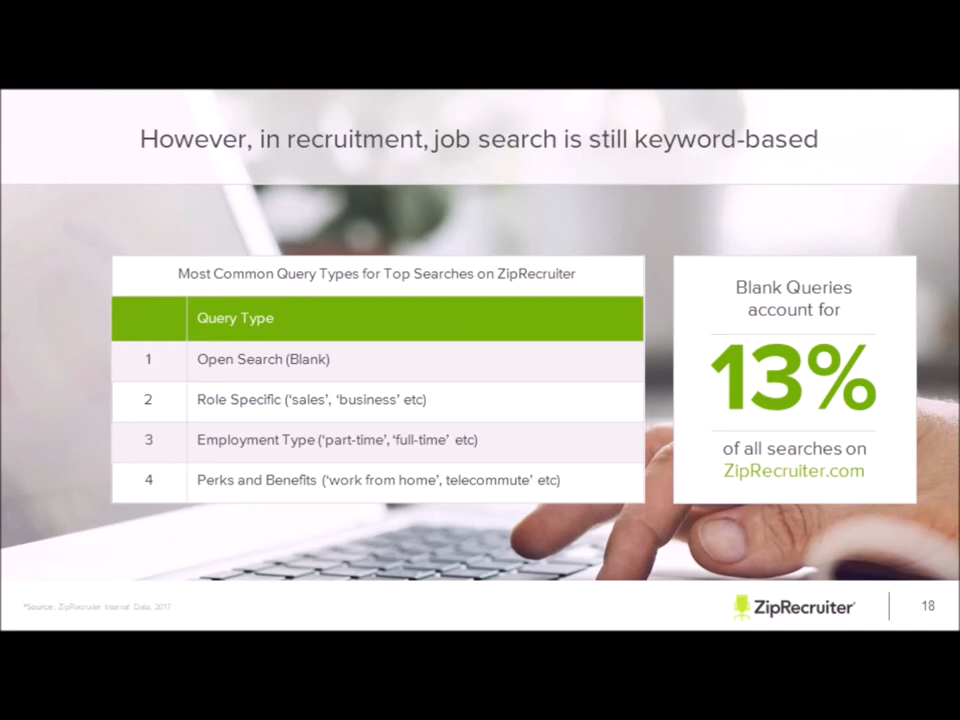 However, in recruitment, job search is still keyword-based
Most Common Query Types for Top Searches on ZipRecruiter
Query Type
1 Open Search (Blank)
2 Role Specific (‘sales’, ‘business’ etc)
3 Employment Type (‘part-time’, ‘full-time’ etc)
4 Perks and Benefits (‘work from home’, telecommute’ etc)
Blank Queries
account for
13%
of all searches on
ZipRecruiter.com
*Source: ZipRecruiter Internal Data, 2017
ZipRecruiter
18